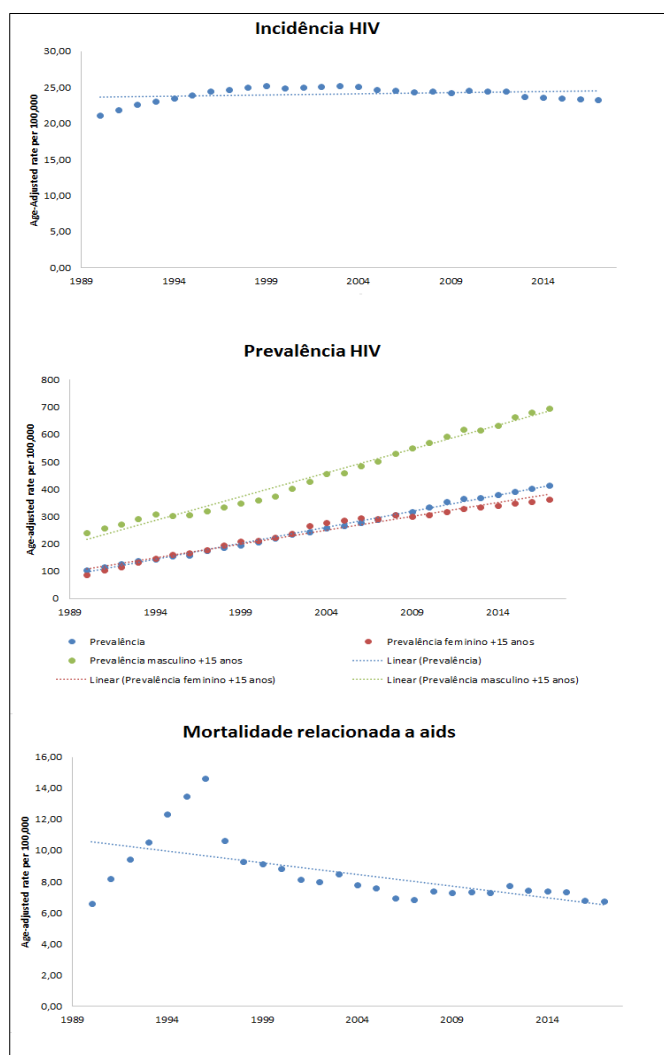 Incidência HIV
Age-Adjusted rate per 100,000
30,00
25,00
20,00
15,00
10,00
5,00
0,00
1989 1994 1999 2004 2009 2014
Prevalência HIV
Age-adjusted rate per 100,000
800
700
600
500
400
300
200
100
0
1989 1994 1999 2004 2009 2014
Prevalência Prevalência feminino +15 anos
Prevalência masculino +15 anos Linear (Prevalência)
Linear (Prevalência feminino +15 anos) Linear (Prevalência masculino +15 anos)
Mortalidade relacionada a aids
Age-adjusted rate per 100,000
16,00
14,00
12,00
10,00
8,00
6,00
4,00
2,00
0,00
1989 1994 1999 2004 2009 2014